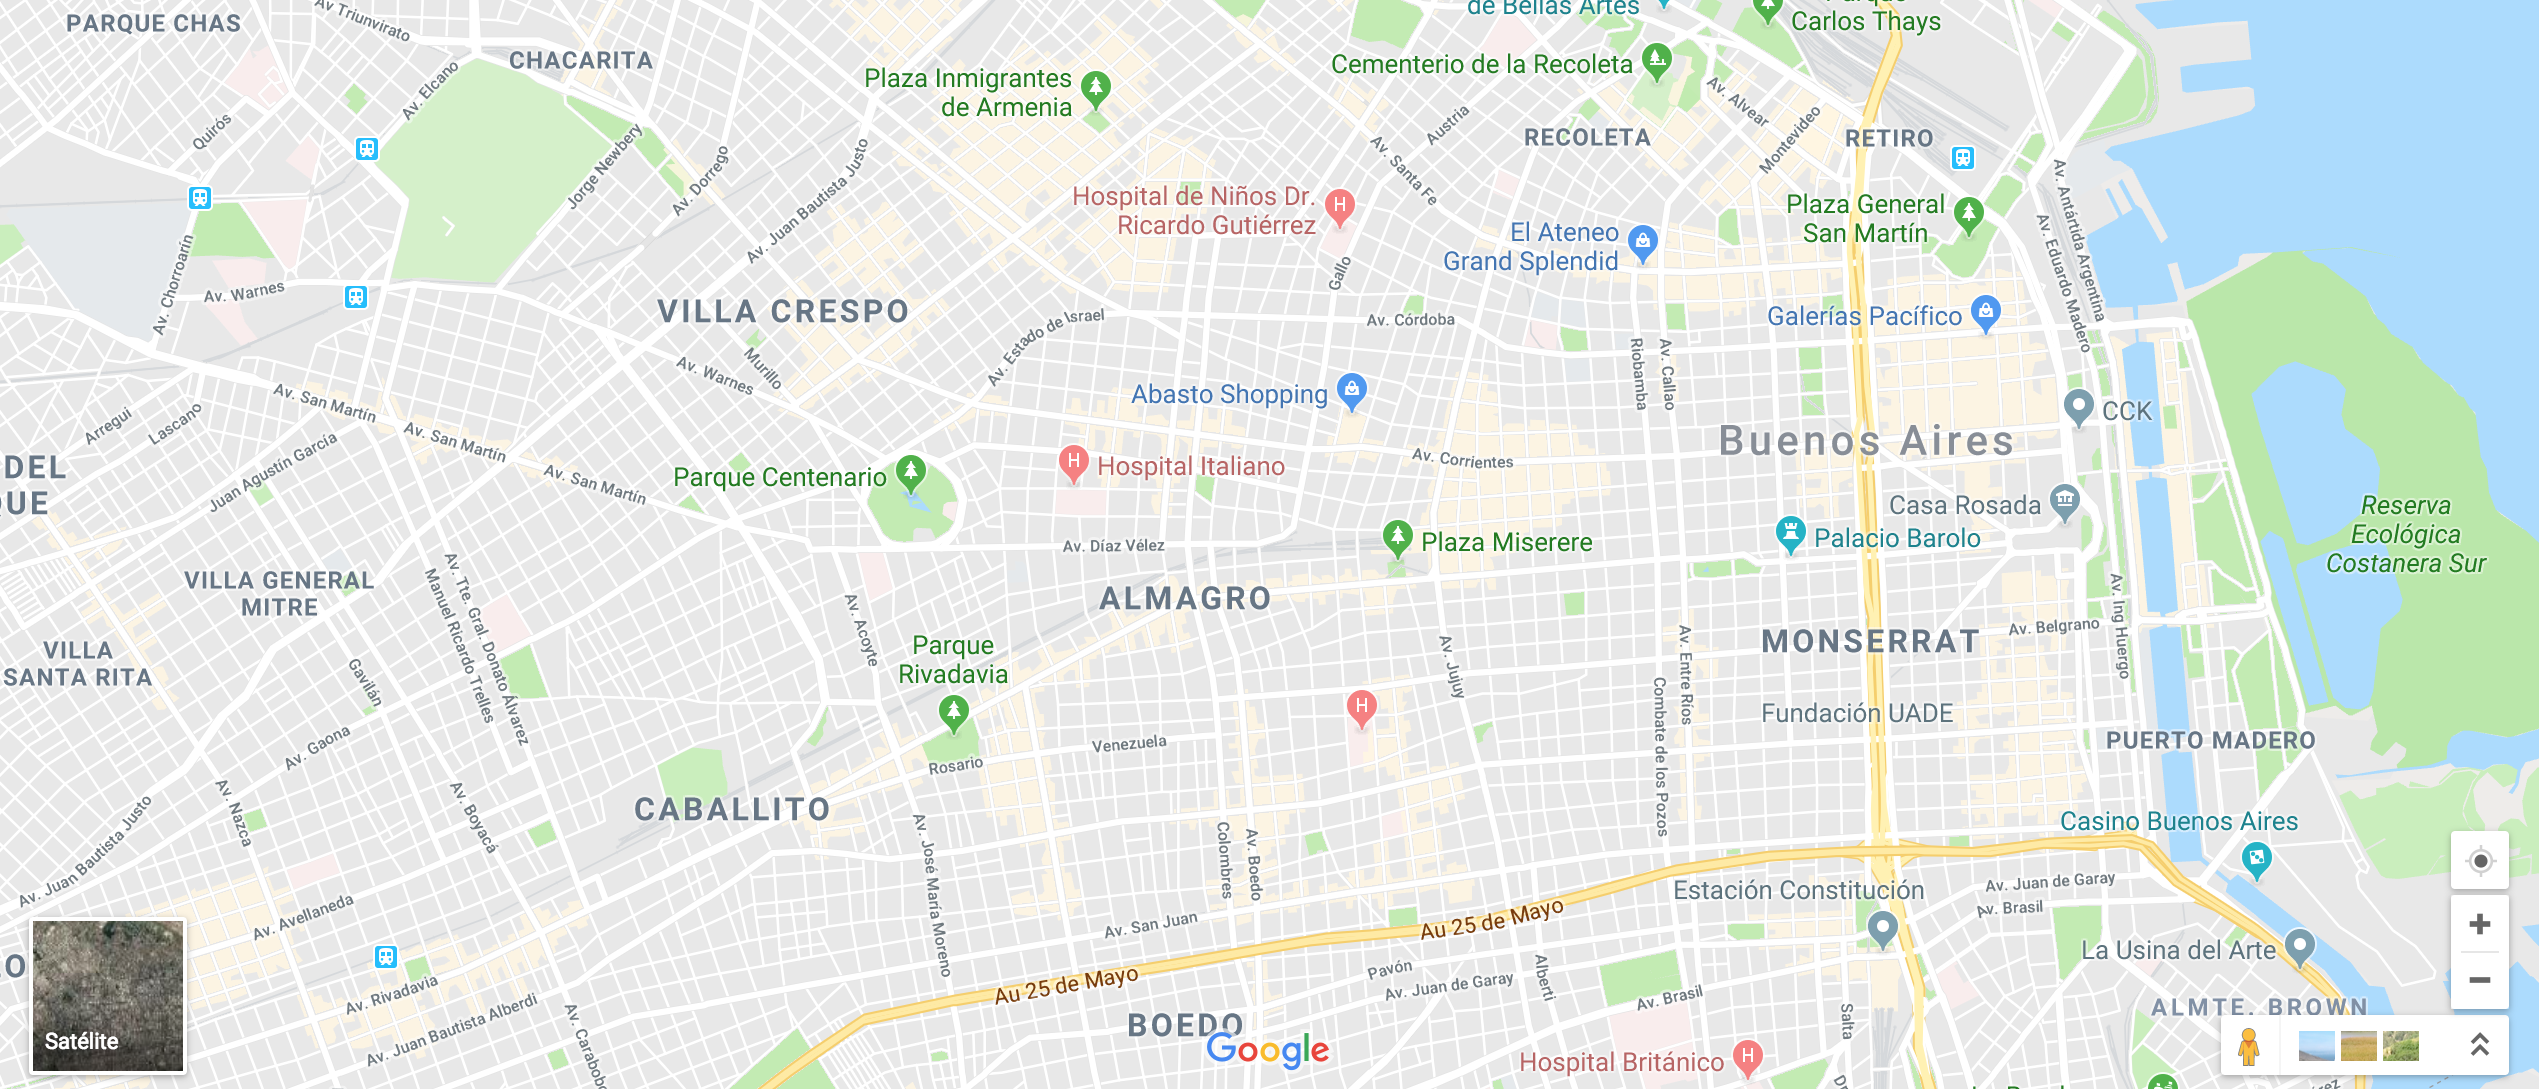 PARQUE CHAS
Av Triunvirato
CHACARITA
Av. Elcano
Quirós
Jorge Newbery
Av. Dorrego
Av. Juan Bautista Justo
Plaza Inmigrantes
de Armenia
de Bellas Artes
Carlos Thays
Cementerio de la Recoleta
Av. Alvear
Austria
RECOLETA
Montevideo
RETIRO
Av. Santa Fe
Hospital de Niños Dr.
Ricardo Gutiérrez
Gallo
El Ateneo
Grand Splendid
Plaza General
San Martín
Av. Antártida Argentina
Av. Eduardo Madero
Av. Chorroarín
Av. Warnes
VILLA CRESPO
Av. Estado de Israel
Av. Córdoba
Galerías Pacífico
Murillo
Av. Warnes
Riobamba
Av. Callao
Abasto Shopping
CCK
Av. San Martín
Arregui
Lascano
Av. San Martín
Juan Agustín García
Av. San Martín
DEL
QUE
Parque Centenario
Hospital Italiano
Av. Corrientes
Buenos Aires
Casa Rosada
Palacio Barolo
Reserva
Ecológica
Costanera Sur
Av. Díaz Vélez
Plaza Miserere
VILLA GENERAL
MITRE
Av. Tte. Gral. Donato Álvarez
Manuel Ricardo Trelles
ALMAGRO
Av. Acoyte
Av. Ing Huergo
Av. Belgrano
MONSERRAT
VILLA
SANTA RITA
Gavilán
Parque
Rivadavia
Av. Jujuy
Av. Entre Ríos
Combate de los Pozos
Fundación UADE
PUERTO MADERO
Av. Gaona
Venezuela
Rosario
Av. Nazca
Av. Boyacá
CABALLITO
Av. Juan Bautista Justo
Av. José María Moreno
Colombres
Av. Boedo
Casino Buenos Aires
Estación Constitución
Av. Juan de Garay
Av. Brasil
Av. Avellaneda
Av. San Juan
Au 25 de Mayo
La Usina del Arte
Pavón
Av. Juan de Garay
Alberti
Av. Brasil
Au 25 de Mayo
Av. Rivadavia
Av. Juan Bautista Alberdi
Av. Carabobo
Salta
ALMTE. BROWN
BOEDO
Google
Hospital Británico
Satélite